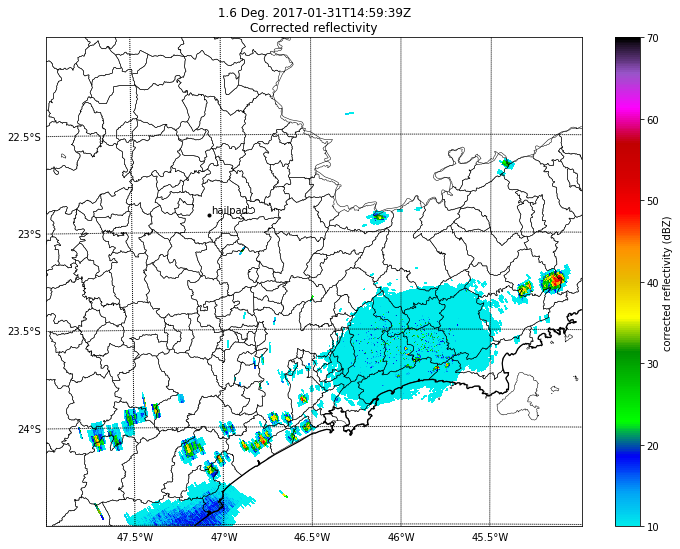 1.6 Deg. 2017-01-31T14:59:39Z
Corrected reflectivity
22.5°S
23°S
23.5°S
24°S
47.5°W
47°W
46.5°W
46°W
45.5°W
hailpad
70
60
50
40
30
20
10
corrected reflectivity (dBZ)